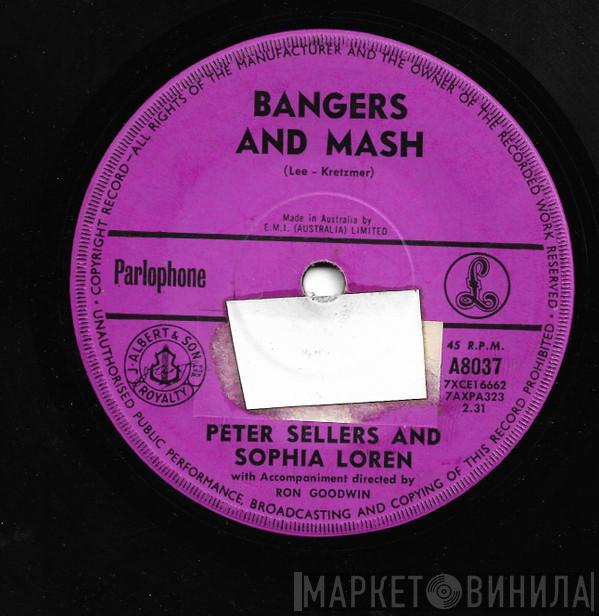 UNAUTHORISED PUBLIC PERFORMANCE, BROADCASTING AND COPYING OF THIS RECORD PROHIBITED · COPYRIGHT RECORD—ALL RIGHTS OF THE MANUFACTURER AND THE OWNER OF THE RECORDED WORK RESERVED ·
BANGERS
AND MASH
(Lee - Kretzmer)
Made in Australia by
E.M.I. (AUSTRALIA) LIMITED
Parlophone
£
J. ALBERT & SON
ROYALTY
45 R.P.M.
A8037
7XCE16662
7AXPA323
2.31
PETER SELLERS AND
SOPHIA LOREN
with Accompaniment directed by
RON GOODWIN
МАРКЕТ ВИНИЛА